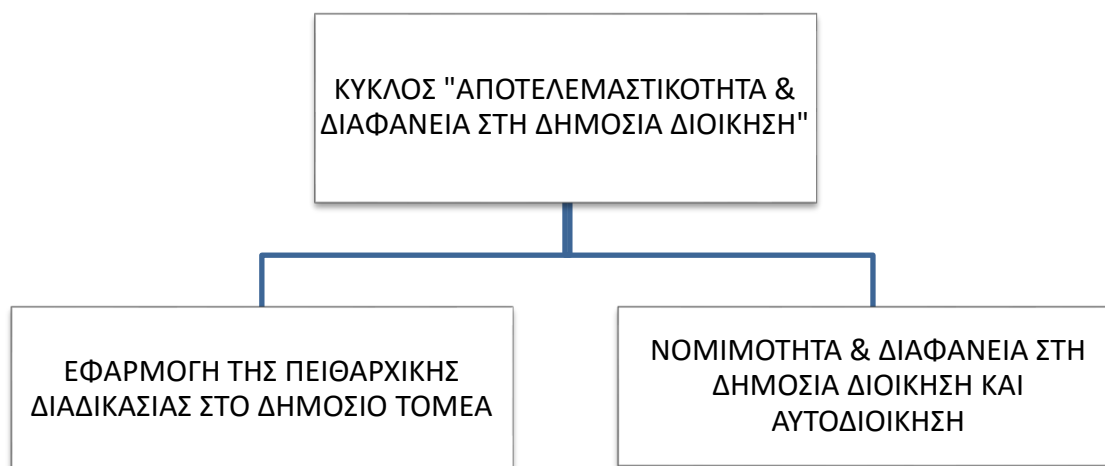 ΚΥΚΛΟΣ "ΑΠΟΤΕΛΕΜΑΣΤΙΚΟΤΗΤΑ &
ΔΙΑΦΑΝΕΙΑ ΣΤΗ ΔΗΜΟΣΙΑ ΔΙΟΙΚΗΣΗ"
ΕΦΑΡΜΟΓΗ ΤΗΣ ΠΕΙΘΑΡΧΙΚΗΣ
ΔΙΑΔΙΚΑΣΙΑΣ ΣΤΟ ΔΗΜΟΣΙΟ ΤΟΜΕΑ
ΝΟΜΙΜΟΤΗΤΑ & ΔΙΑΦΑΝΕΙΑ ΣΤΗ
ΔΗΜΟΣΙΑ ΔΙΟΙΚΗΣΗ ΚΑΙ
ΑΥΤΟΔΙΟΙΚΗΣΗ